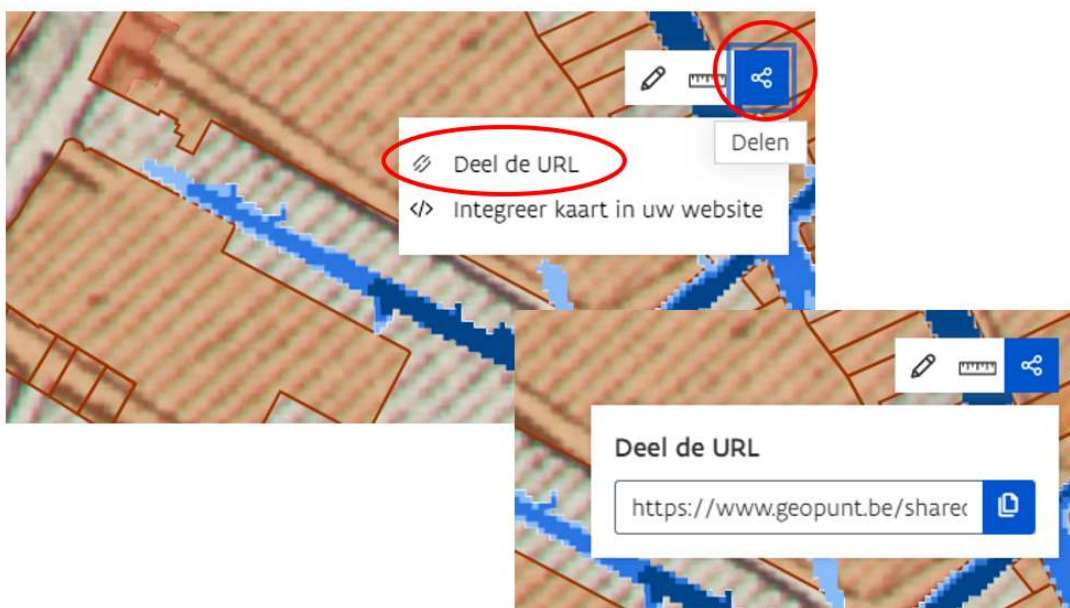 Delen
Deel de URL
</> Integreer kaart in uw website
Deel de URL
https://www.geopunt.be/sharec